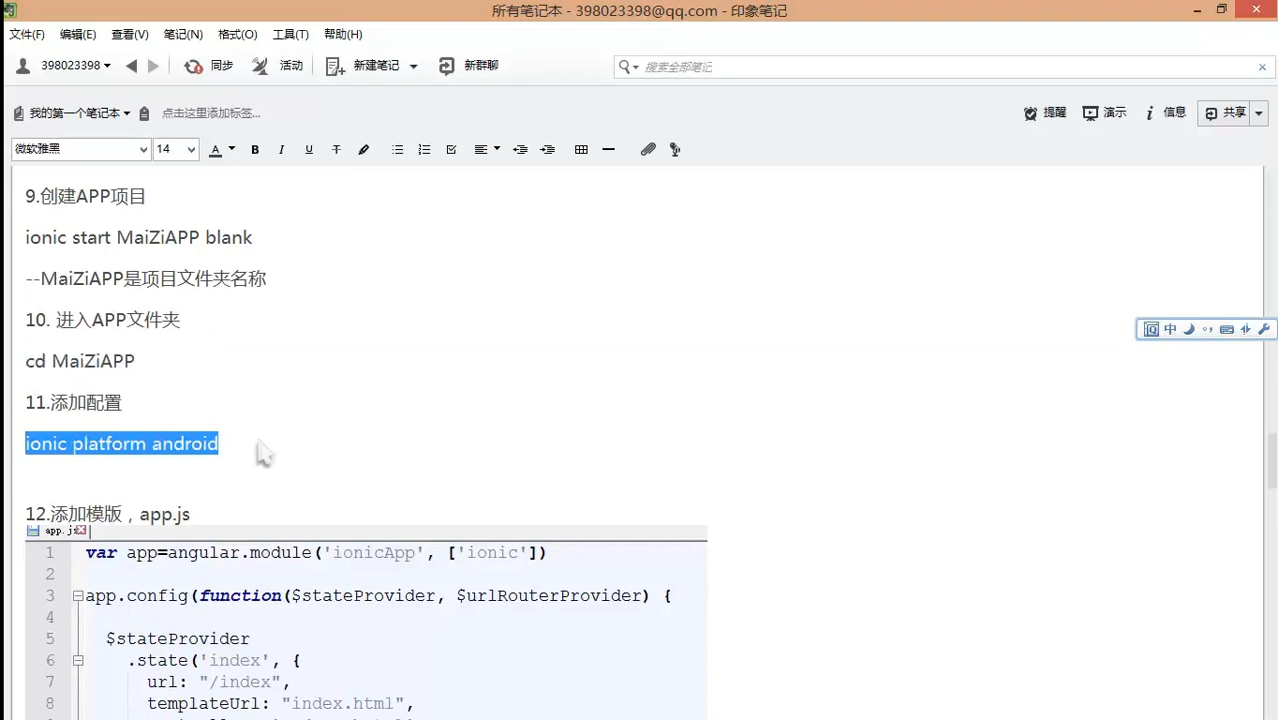 所有笔记本 - 398023398@qq.com - 印象笔记
文件(F) 编辑(E) 查看(V) 笔记(N) 格式(O) 工具(T) 帮助(H)
398023398 同步 活动 新建笔记 新群聊 搜索全部笔记
我的第一个笔记本 点击这里添加标签... 提醒 演示 信息 共享
微软雅黑 14 A B I U T
9.创建APP项目
ionic start MaiZiAPP blank
--MaiZiAPP是项目文件夹名称
10. 进入APP文件夹
中
cd MaiZiAPP
11.添加配置
ionic platform android
12.添加模版，app.js
app.js
1 var app=angular.module('ionicApp', ['ionic'])
2
3 app.config(function($stateProvider, $urlRouterProvider) {
4
5 $stateProvider
6 .state('index', {
7 url: "/index",
8 templateUrl: "index.html",